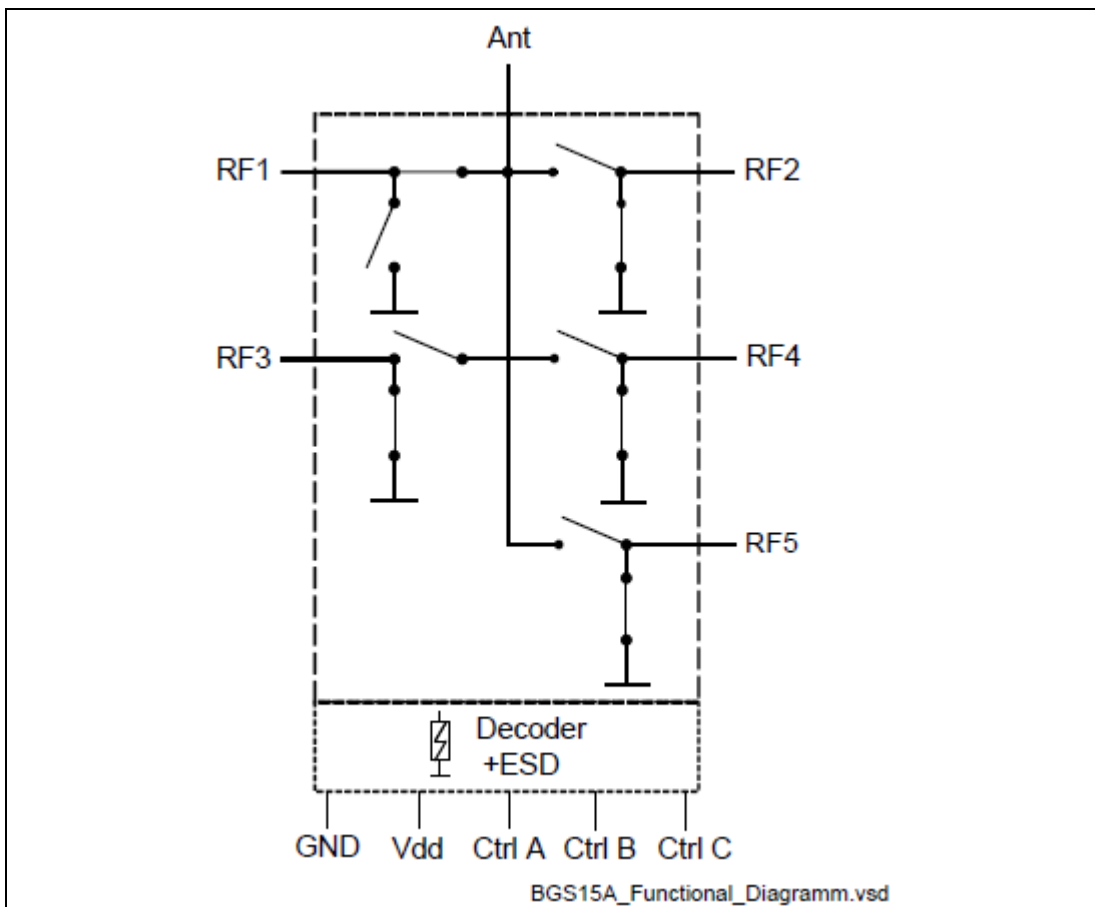 Ant
RF1
RF2
RF3
RF4
RF5
Decoder
+ESD
GND Vdd Ctrl A Ctrl B Ctrl C
BGS15A_Functional_Diagramm.vsd